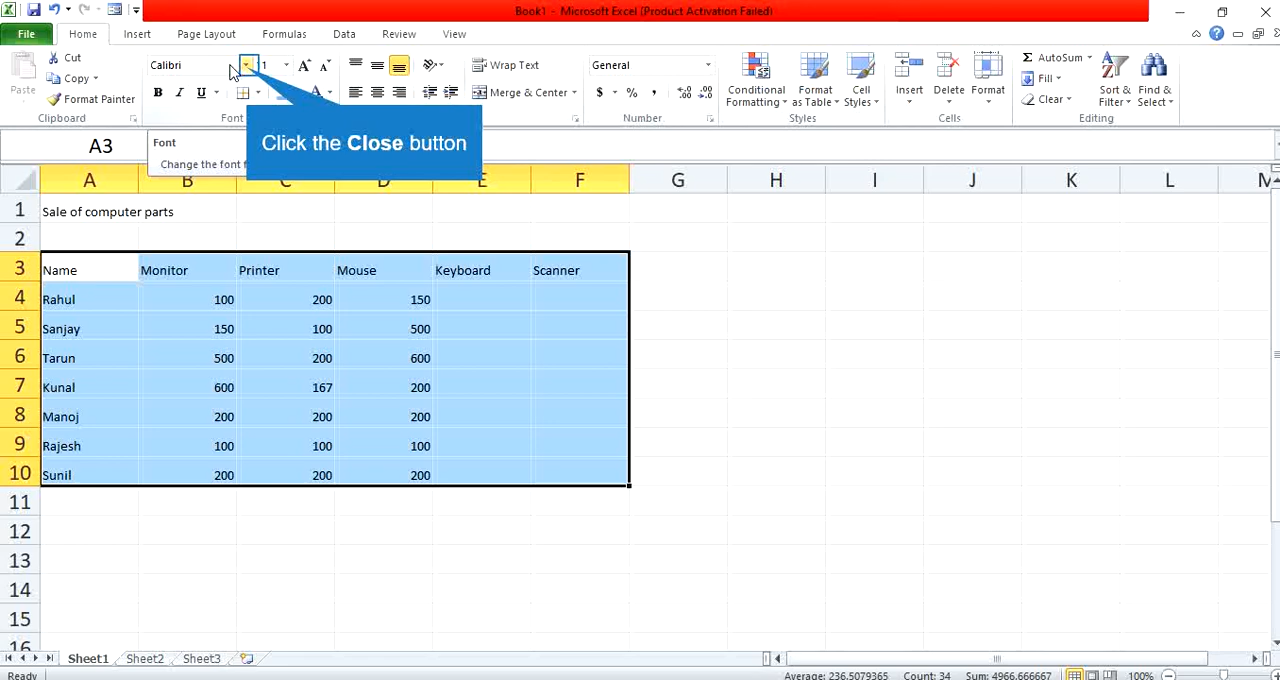 Book1 - Microsoft Excel (Product Activation Failed)
File Home Insert Page Layout Formulas Data Review View
Cut
Copy
Format Painter
Paste
Clipboard
Calibri
B I U
Font
Wrap Text
Merge & Center
General
$ % ,
Number
Conditional Formatting
Format as Table
Cell Styles
Styles
Insert
Delete
Format
Cells
AutoSum
Fill
Clear
Sort & Filter
Find & Select
Editing
A3
Font
Change the font f
Click the Close button
A B C D E F G H I J K L M
1 Sale of computer parts
2
3 Name Monitor Printer Mouse Keyboard Scanner
4 Rahul 100 200 150
5 Sanjay 150 100 500
6 Tarun 500 200 600
7 Kunal 600 167 200
8 Manoj 200 200 200
9 Rajesh 100 100 100
10 Sunil 200 200 200
11
12
13
14
15
16
Sheet1 Sheet2 Sheet3
Ready Average: 236.5079365 Count: 34 Sum: 4966.666667 100%